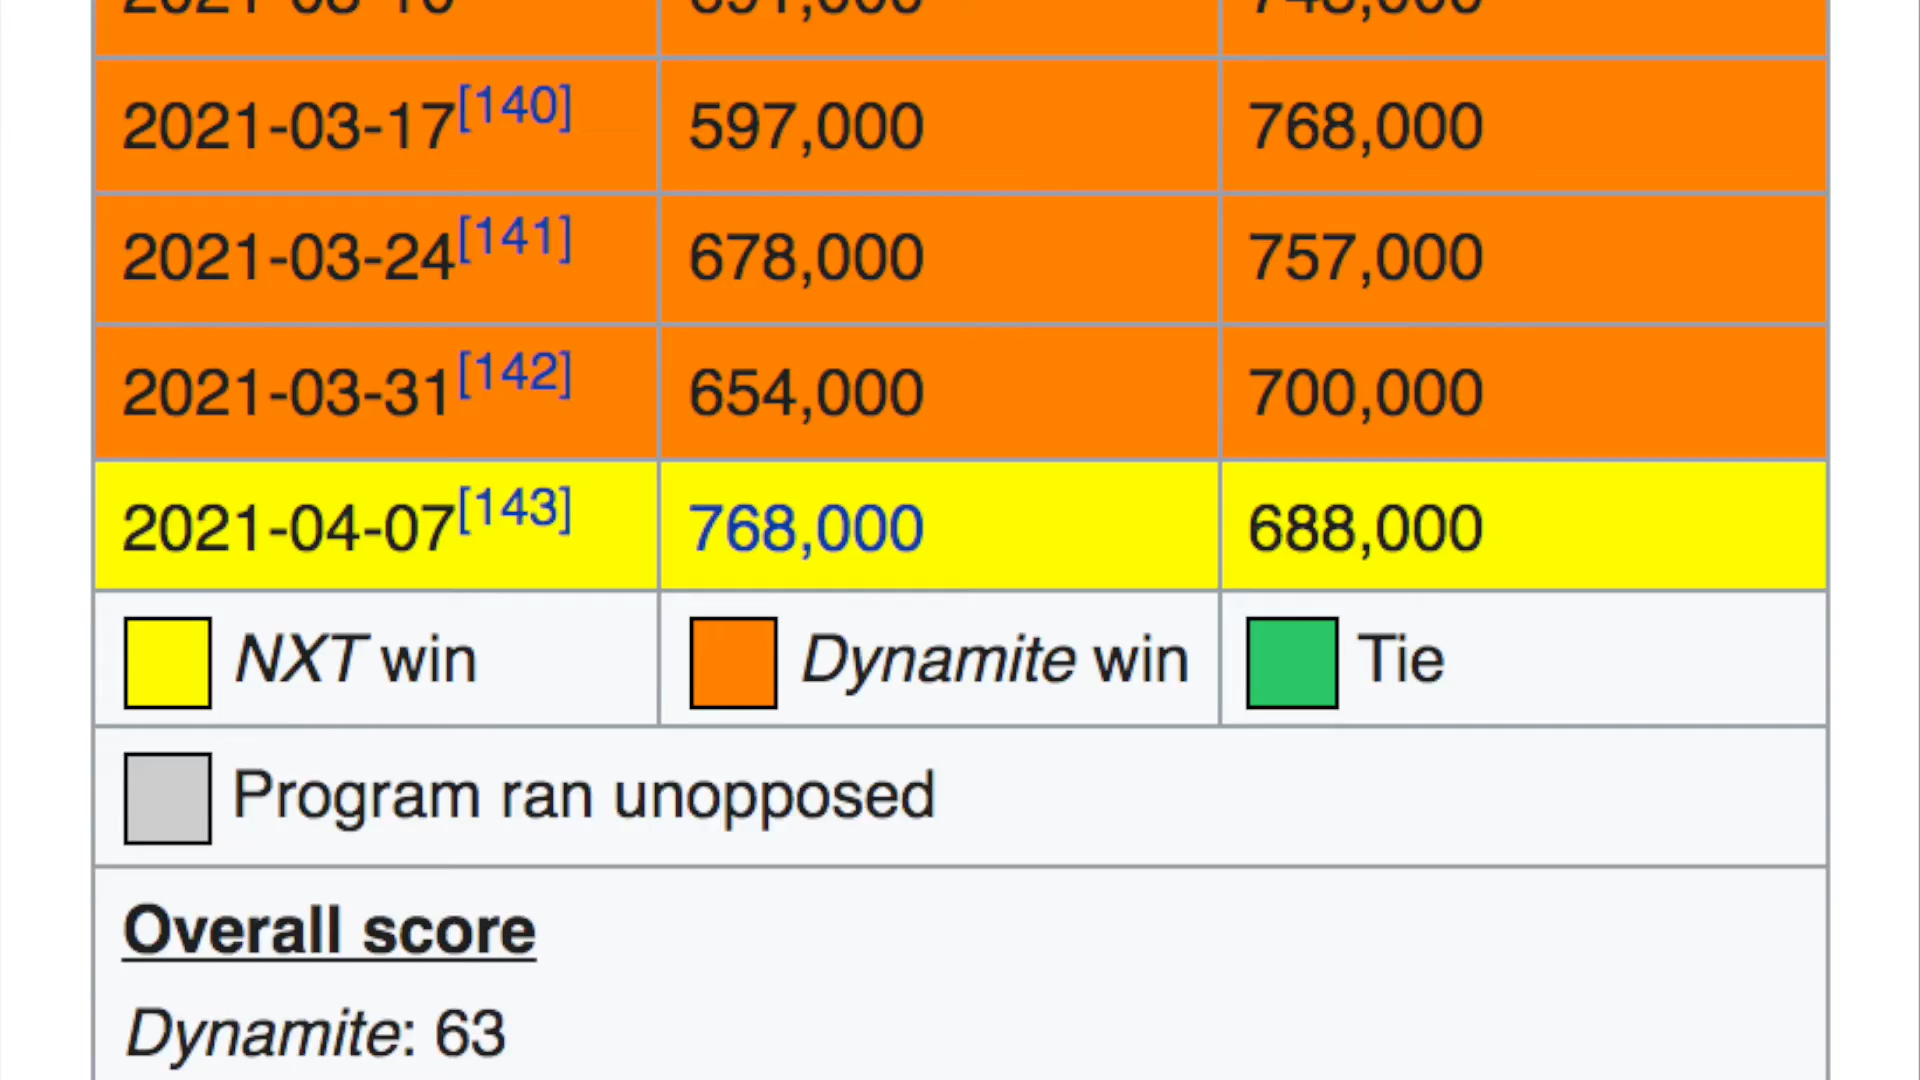 2021-03-17[140] 597,000 768,000
2021-03-24[141] 678,000 757,000
2021-03-31[142] 654,000 700,000
2021-04-07[143] 768,000 688,000
NXT win Dynamite win Tie
Program ran unopposed
Overall score
Dynamite: 63